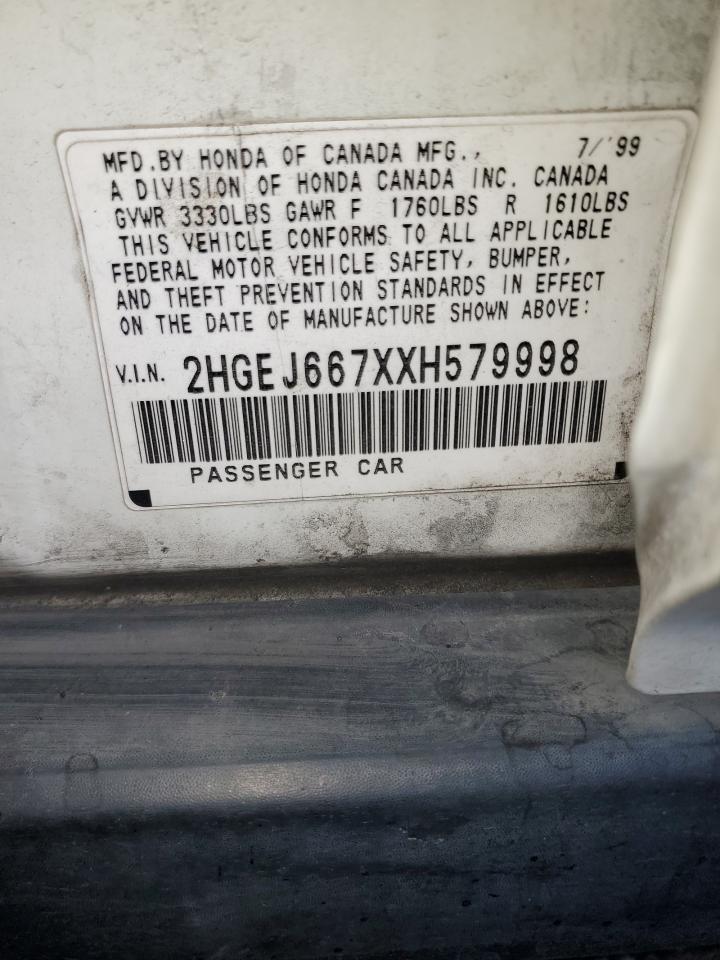 MFD.BY HONDA OF CANADA MFG., 7/'99
A DIVISION OF HONDA CANADA INC. CANADA
GVWR 3330LBS GAWR F 1760LBS R 1610LBS
THIS VEHICLE CONFORMS TO ALL APPLICABLE
FEDERAL MOTOR VEHICLE SAFETY, BUMPER,
AND THEFT PREVENTION STANDARDS IN EFFECT
ON THE DATE OF MANUFACTURE SHOWN ABOVE:
V.I.N. 2HGEJ667XXH579998
PASSENGER CAR